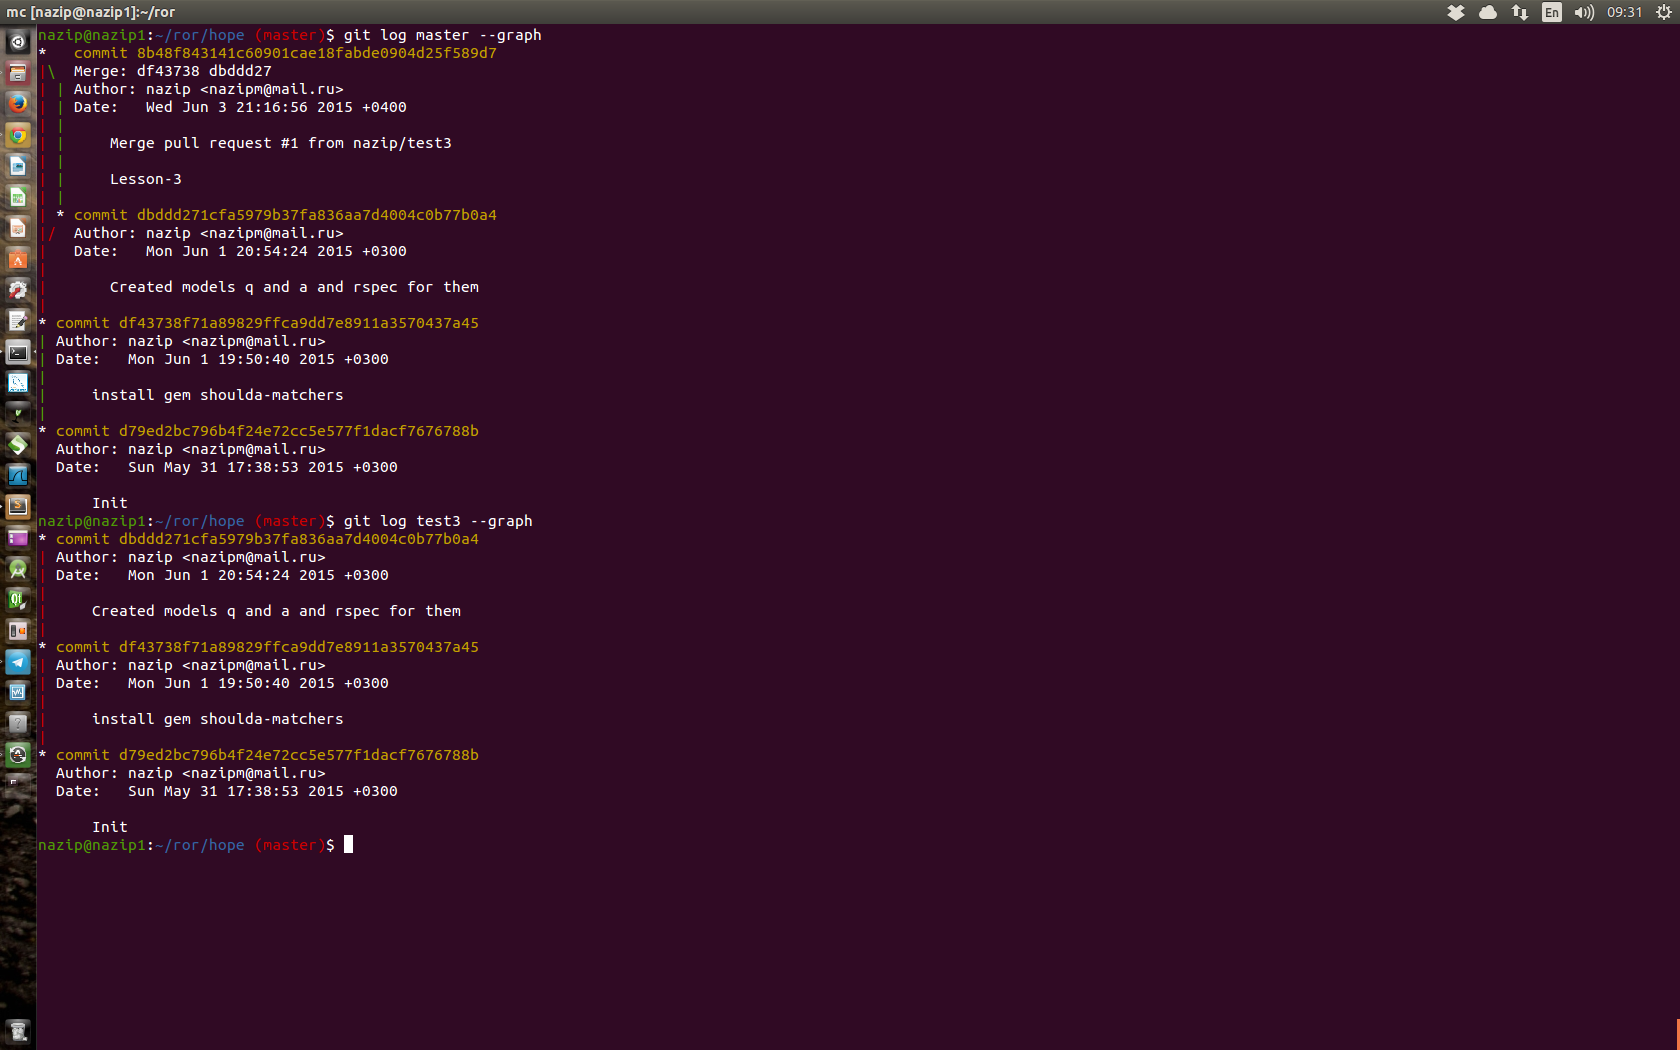 mc [nazip@nazip1]:~/ror
En
09:31
nazip@nazip1:~/ror/hope (master)$ git log master --graph
*   commit 8b48f843141c60901cae18fabde0904d25f589d7
|\  Merge: df43738 dbddd27
| | Author: nazip <nazipm@mail.ru>
| | Date:   Wed Jun 3 21:16:56 2015 +0400
| |
| |     Merge pull request #1 from nazip/test3
| |
| |     Lesson-3
| |
| * commit dbddd271cfa5979b37fa836aa7d4004c0b77b0a4
|/  Author: nazip <nazipm@mail.ru>
|   Date:   Mon Jun 1 20:54:24 2015 +0300
|
|       Created models q and a and rspec for them
|
* commit df43738f71a89829ffca9dd7e8911a3570437a45
| Author: nazip <nazipm@mail.ru>
| Date:   Mon Jun 1 19:50:40 2015 +0300
|
|     install gem shoulda-matchers
|
* commit d79ed2bc796b4f24e72cc5e577f1dacf7676788b
  Author: nazip <nazipm@mail.ru>
  Date:   Sun May 31 17:38:53 2015 +0300

      Init
nazip@nazip1:~/ror/hope (master)$ git log test3 --graph
* commit dbddd271cfa5979b37fa836aa7d4004c0b77b0a4
| Author: nazip <nazipm@mail.ru>
| Date:   Mon Jun 1 20:54:24 2015 +0300
|
|     Created models q and a and rspec for them
|
* commit df43738f71a89829ffca9dd7e8911a3570437a45
| Author: nazip <nazipm@mail.ru>
| Date:   Mon Jun 1 19:50:40 2015 +0300
|
|     install gem shoulda-matchers
|
* commit d79ed2bc796b4f24e72cc5e577f1dacf7676788b
  Author: nazip <nazipm@mail.ru>
  Date:   Sun May 31 17:38:53 2015 +0300

      Init
nazip@nazip1:~/ror/hope (master)$